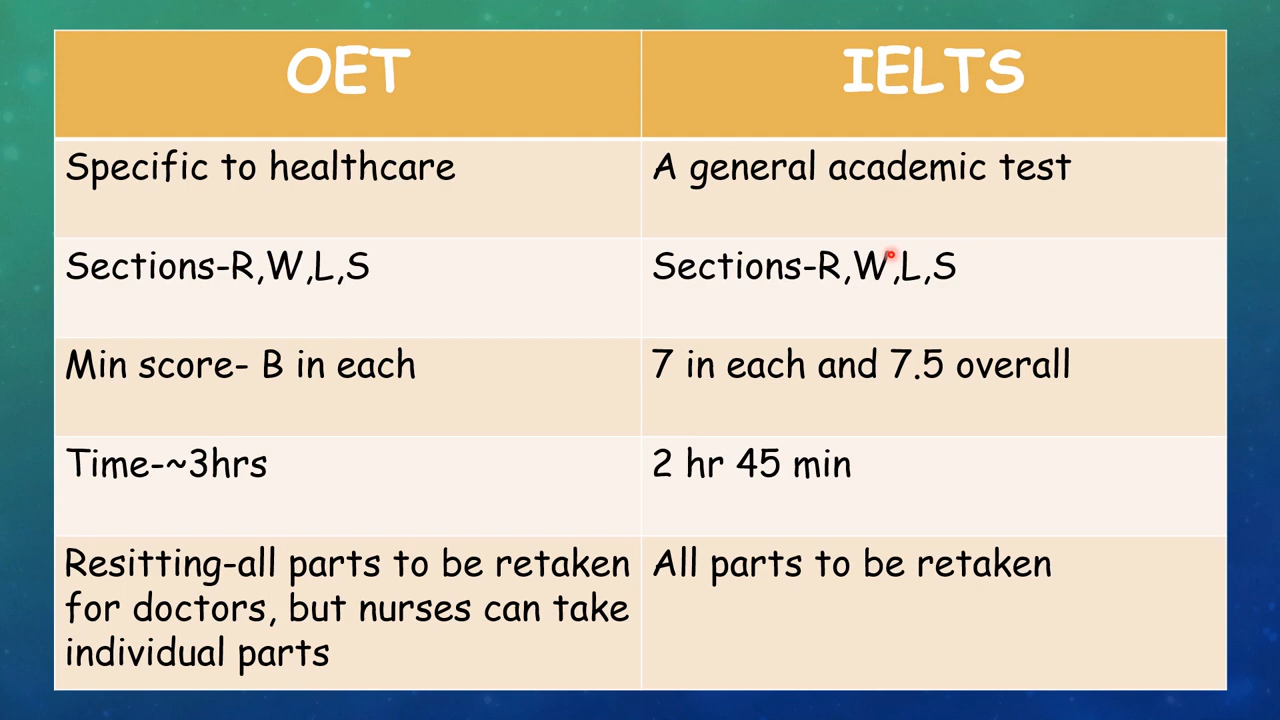 OET
IELTS
Specific to healthcare
A general academic test
Sections-R,W,L,S
Sections-R,W,L,S
Min score- B in each
7 in each and 7.5 overall
Time-~3hrs
2 hr 45 min
Resitting-all parts to be retaken
for doctors, but nurses can take
individual parts
All parts to be retaken